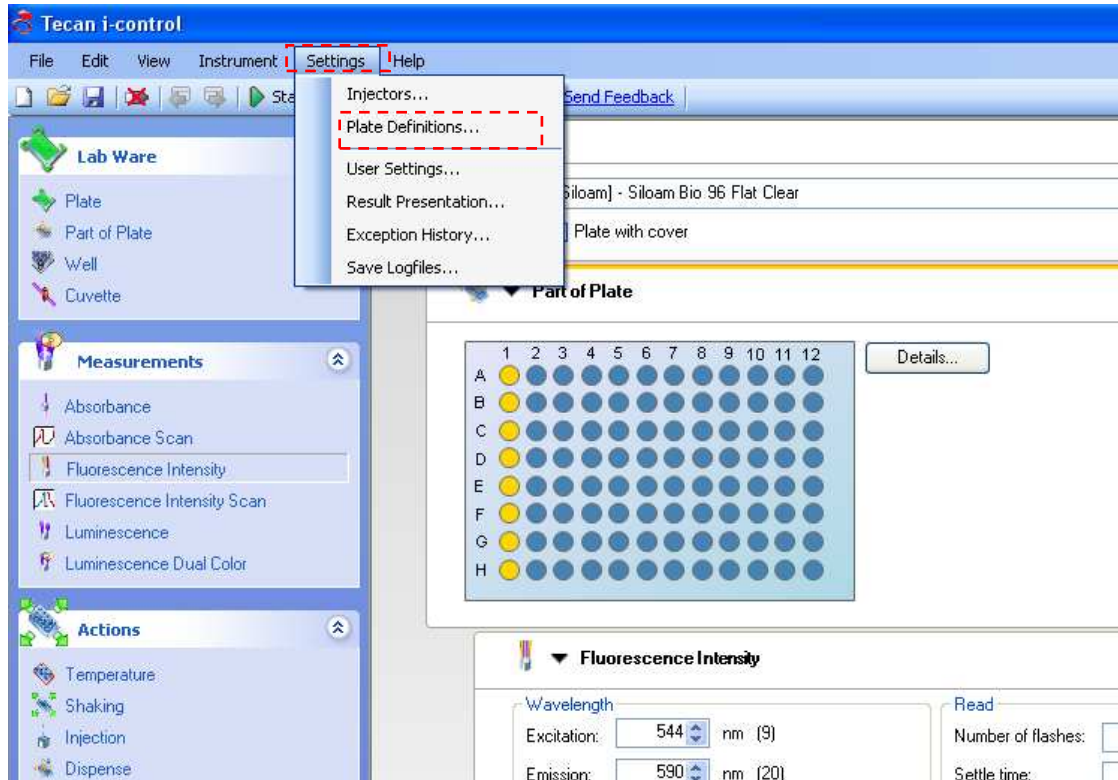 Tecan i-control
File Edit View Instrument Settings Help
Send Feedback
Injectors...
Plate Definitions...
User Settings...
Result Presentation...
Exception History...
Save Logfiles...
Lab Ware
Plate
Part of Plate
Well
Cuvette
- Siloam Bio 96 Flat Clear
Plate with cover
Part of Plate
1 2 3 4 5 6 7 8 9 10 11 12
A
B
C
D
E
F
G
H
Details...
Measurements
Absorbance
Absorbance Scan
Fluorescence Intensity
Fluorescence Intensity Scan
Luminescence
Luminescence Dual Color
Actions
Temperature
Shaking
Injection
Dispense
Fluorescence Intensity
Wavelength
Excitation: 544 nm (9)
Emission: 590 nm (20)
Read
Number of flashes:
Settle time: